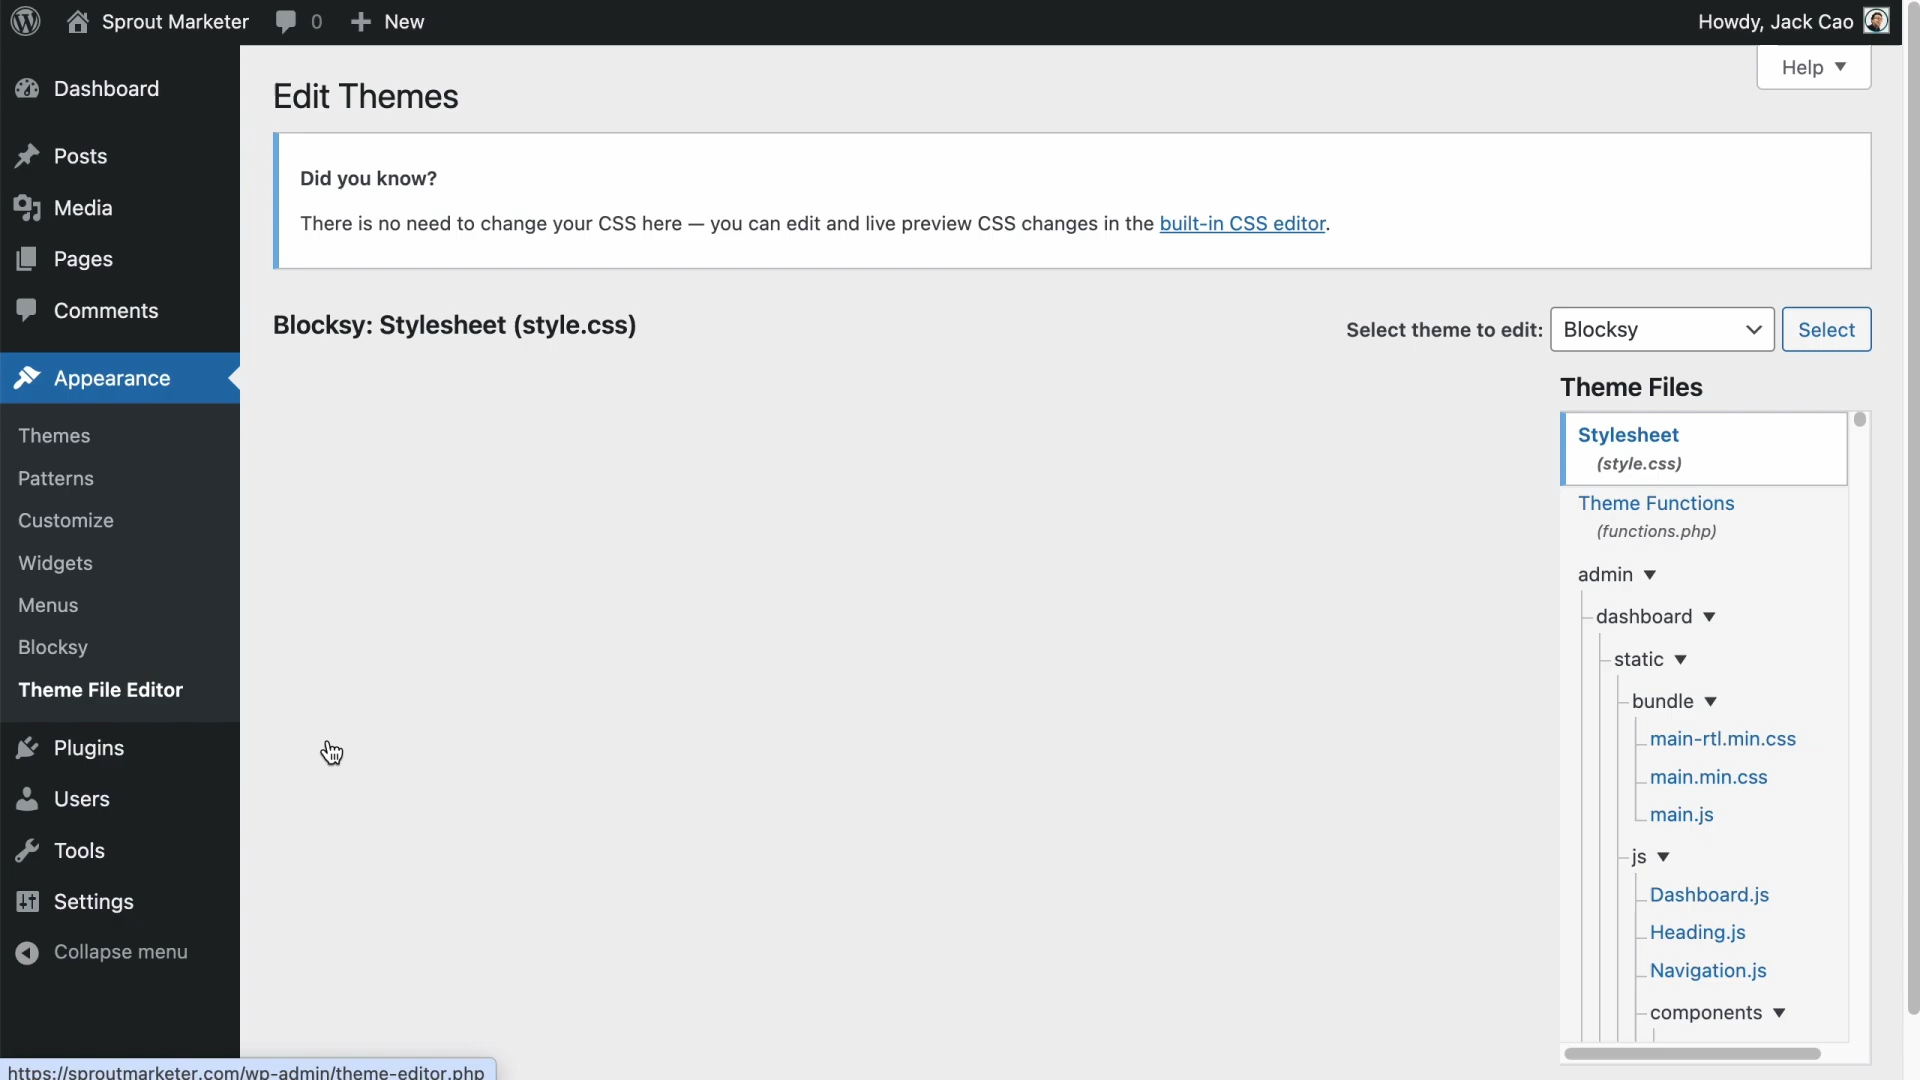 Sprout Marketer
0
New
Howdy, Jack Cao
Help ▼
Dashboard
Posts
Media
Pages
Comments
Appearance
Themes
Patterns
Customize
Widgets
Menus
Blocksy
Theme File Editor
Plugins
Users
Tools
Settings
Collapse menu
Edit Themes
Did you know?
There is no need to change your CSS here — you can edit and live preview CSS changes in the built-in CSS editor.
Blocksy: Stylesheet (style.css)
Select theme to edit: Blocksy Select
Theme Files
Stylesheet
(style.css)
Theme Functions
(functions.php)
admin ▼
dashboard ▼
static ▼
bundle ▼
main-rtl.min.css
main.min.css
main.js
js ▼
Dashboard.js
Heading.js
Navigation.js
components ▼
https://sproutmarketer.com/wp-admin/theme-editor.php